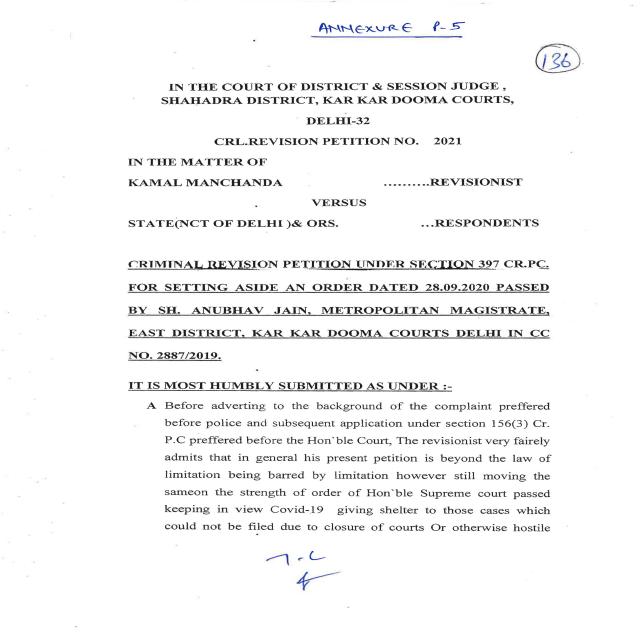 ANNEXURE P-5
136
IN THE COURT OF DISTRICT & SESSION JUDGE ,
SHAHADRA DISTRICT, KAR KAR DOOMA COURTS,
DELHI-32
CRL.REVISION PETITION NO. 2021
IN THE MATTER OF
KAMAL MANCHANDA ..........REVISIONIST
VERSUS
STATE(NCT OF DELHI )& ORS. ...RESPONDENTS
CRIMINAL REVISION PETITION UNDER SECTION 397 CR.PC.
FOR SETTING ASIDE AN ORDER DATED 28.09.2020 PASSED
BY SH. ANUBHAV JAIN, METROPOLITAN MAGISTRATE,
EAST DISTRICT, KAR KAR DOOMA COURTS DELHI IN CC
NO. 2887/2019.
IT IS MOST HUMBLY SUBMITTED AS UNDER :-
A Before adverting to the background of the complaint preffered
before police and subsequent application under section 156(3) Cr.
P.C preffered before the Hon`ble Court, The revisionist very fairely
admits that in general his present petition is beyond the law of
limitation being barred by limitation however still moving the
sameon the strength of order of Hon`ble Supreme court passed
keeping in view Covid-19 giving shelter to those cases which
could not be filed due to closure of courts Or otherwise hostile
T.C